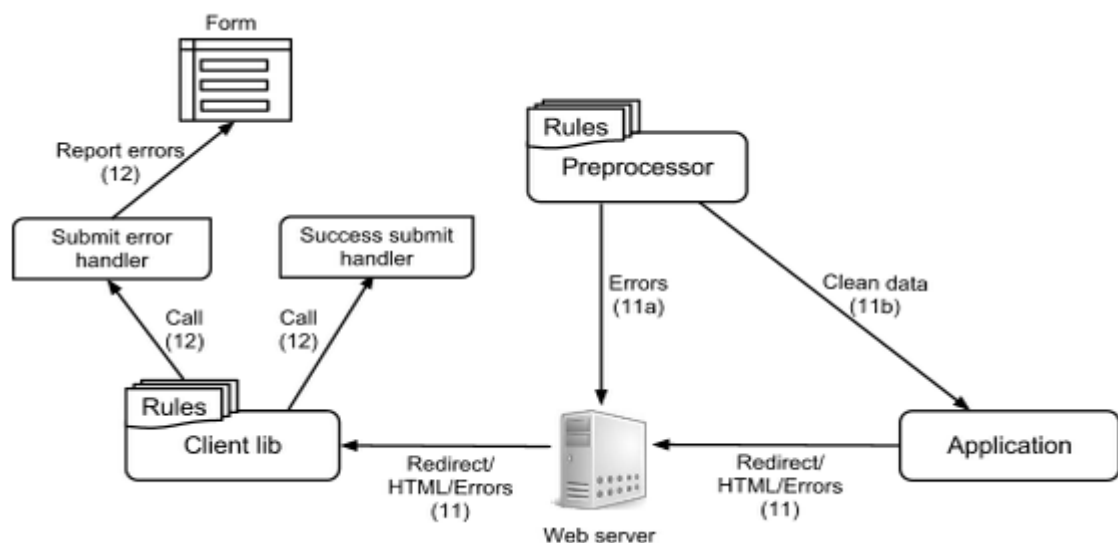 Form
Rules
Preprocessor
Report errors
(12)
Submit error
handler
Success submit
handler
Errors
(11a)
Clean data
(11b)
Call
(12)
Call
(12)
Rules
Client lib
Application
Redirect/
HTML/Errors
(11)
Redirect/
HTML/Errors
(11)
Web server